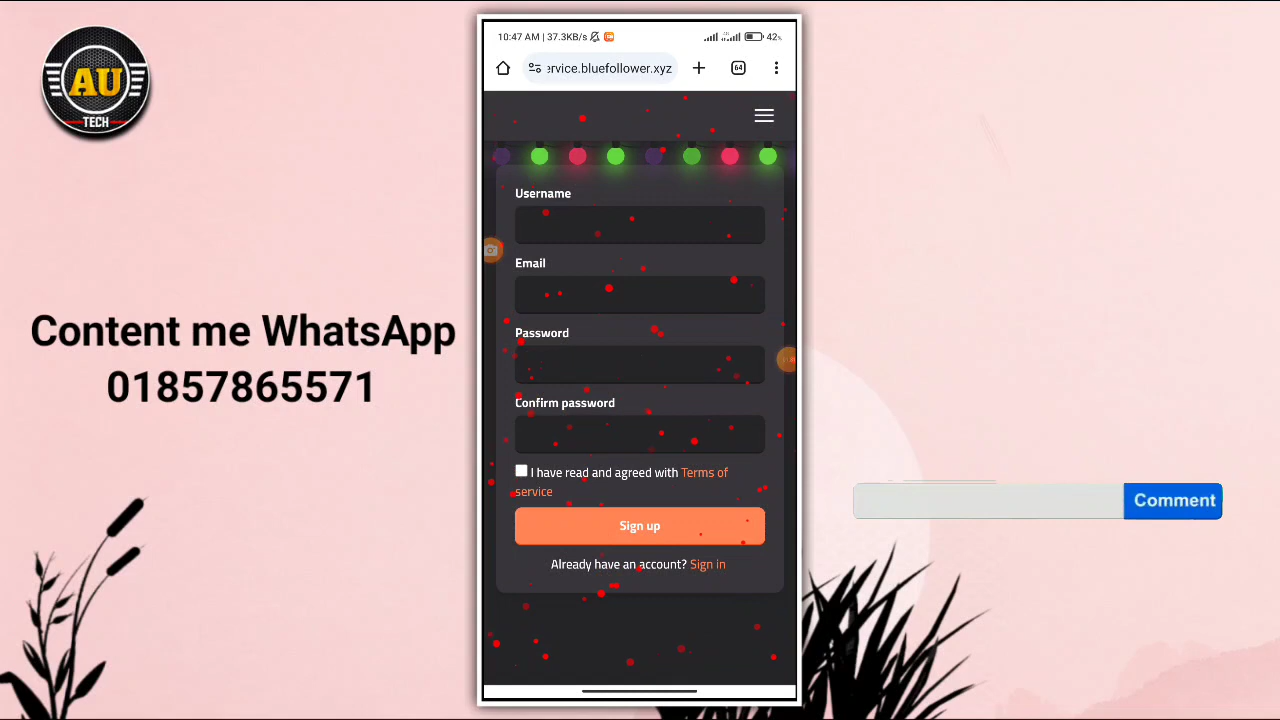 AU
TECH
Content me WhatsApp
01857865571
10:47 AM | 37.3KB/s
42%
ervice.bluefollower.xyz
64
Username
Email
Password
Confirm password
I have read and agreed with Terms of
service
Sign up
Already have an account? Sign in
Comment